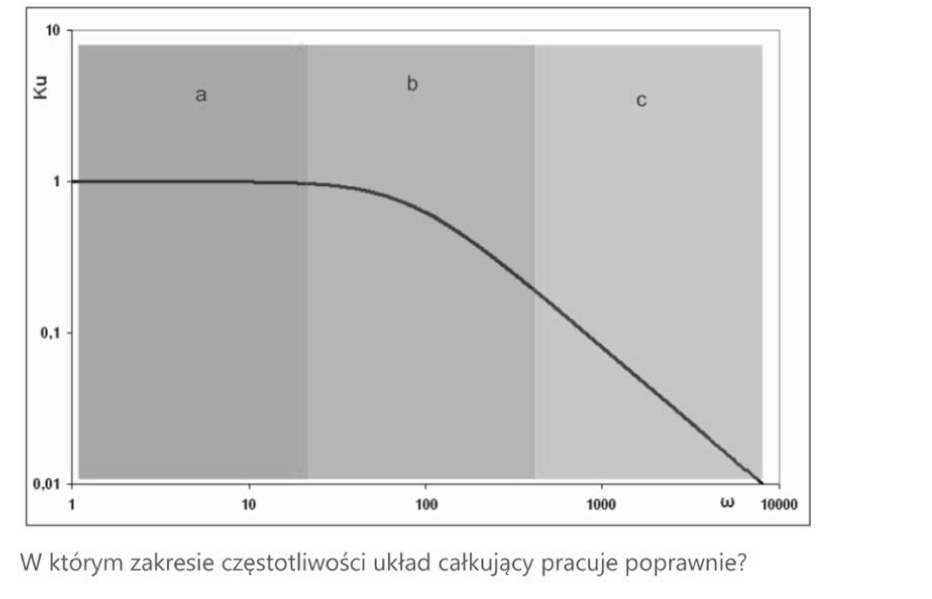 10
Ku
a
b
c
1
0,1
0,01
1 10 100 1000 ω 10000
W którym zakresie częstotliwości układ całkujący pracuje poprawnie?